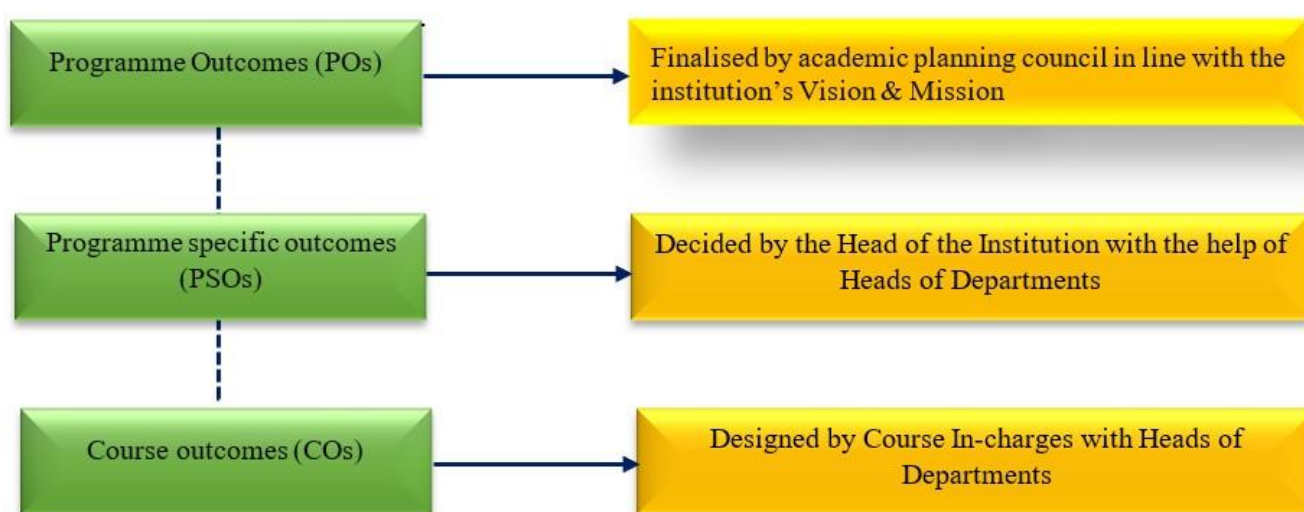 Programme Outcomes (POs)
Finalised by academic planning council in line with the
institution’s Vision & Mission
Programme specific outcomes
(PSOs)
Decided by the Head of the Institution with the help of
Heads of Departments
Course outcomes (COs)
Designed by Course In-charges with Heads of
Departments